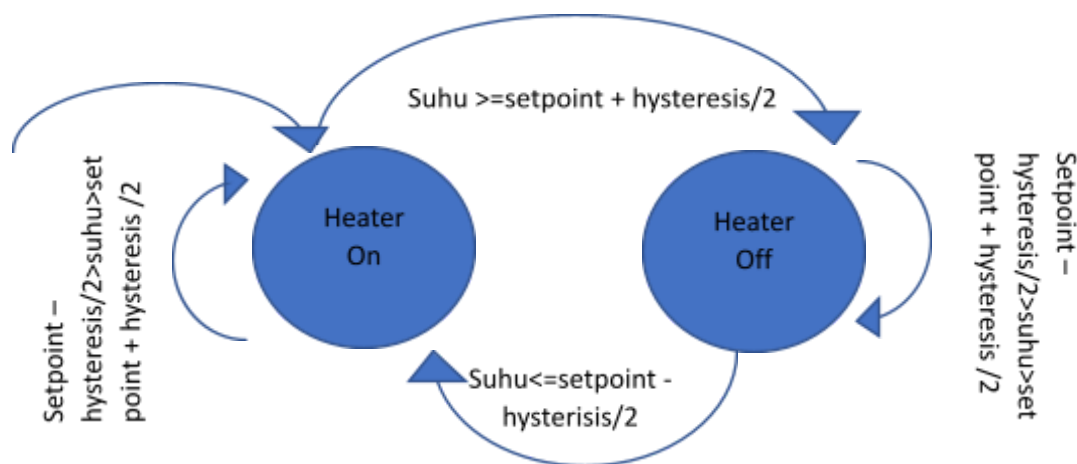 Suhu >=setpoint + hysteresis/2
Setpoint –
hysteresis/2>suhu>set
point + hysteresis /2
Heater
On
Heater
Off
Setpoint –
hysteresis/2>suhu>set
point + hysteresis /2
Suhu<=setpoint -
hysterisis/2